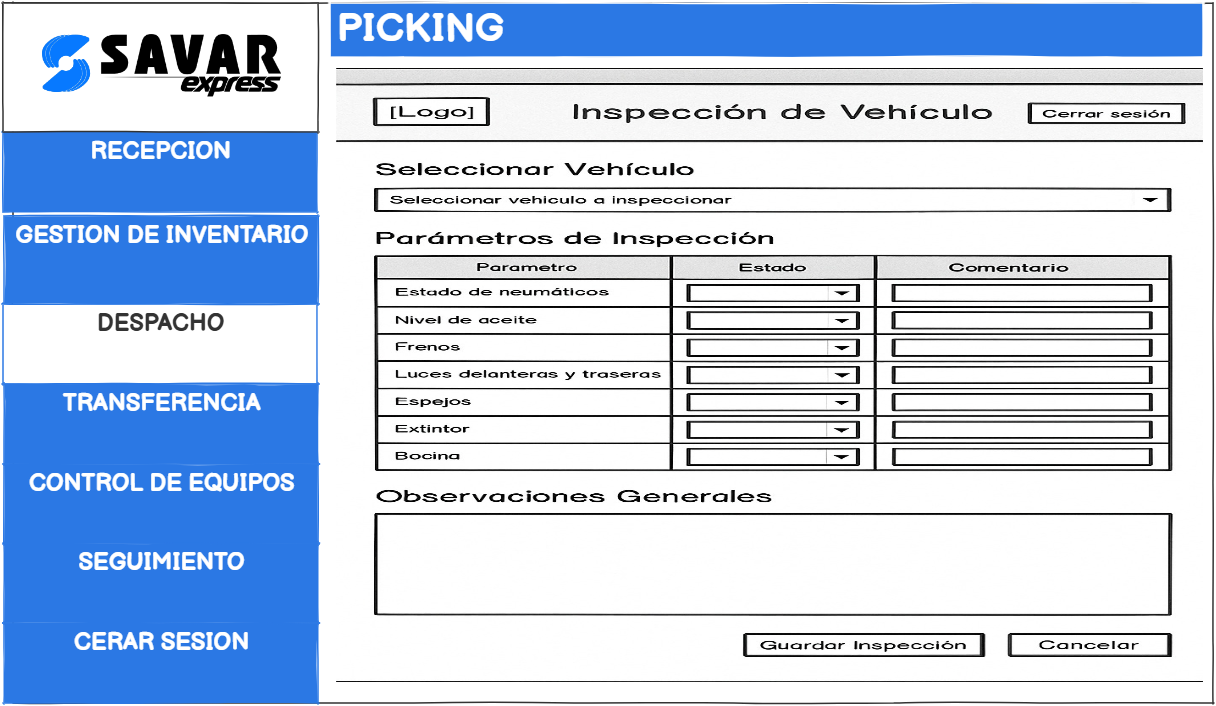 SAVAR
express
RECEPCION
GESTION DE INVENTARIO
DESPACHO
TRANSFERENCIA
CONTROL DE EQUIPOS
SEGUIMIENTO
CERAR SESION
PICKING
[Logo] Inspección de Vehículo Cerrar sesión
Seleccionar Vehículo
Seleccionar vehiculo a inspeccionar
Parámetros de Inspección
Parametro Estado Comentario
Estado de neumáticos
Nivel de aceite
Frenos
Luces delanteras y traseras
Espejos
Extintor
Bocina
Observaciones Generales
Guardar Inspección Cancelar